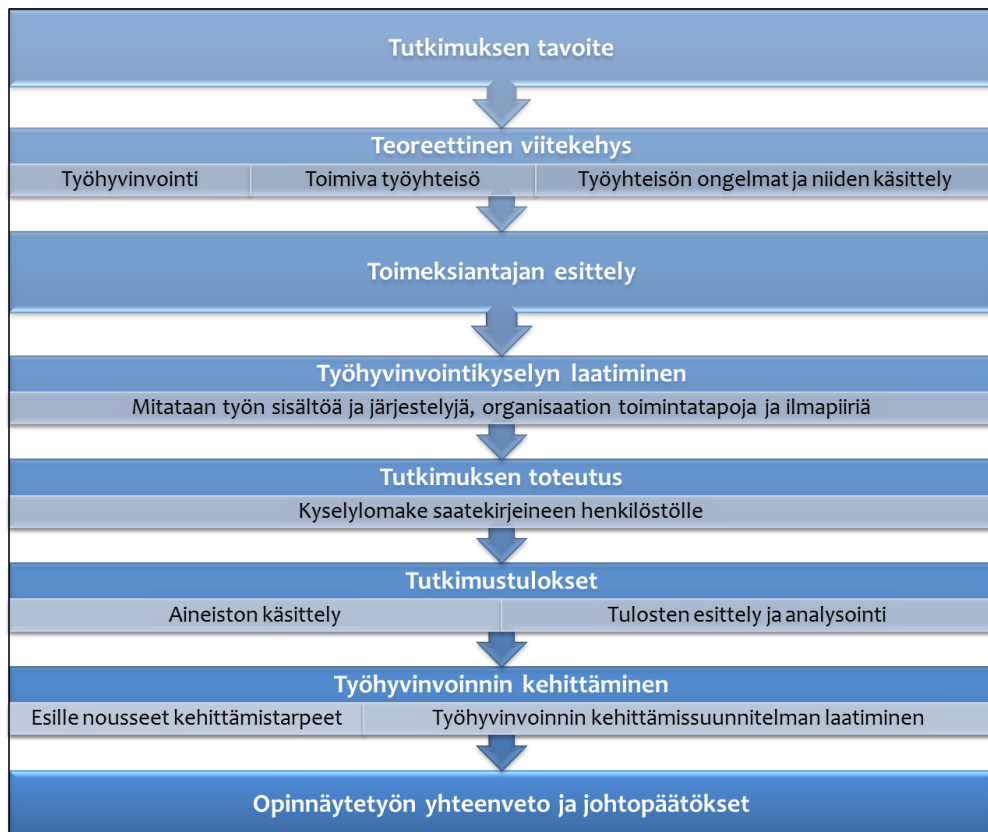 Tutkimuksen tavoite
Teoreettinen viitekehys
Työhyvinvointi
Toimiva työyhteisö
Työyhteisön ongelmat ja niiden käsittely
Toimeksiantajan esittely
Työhyvinvointikyselyn laatiminen
Mitataan työn sisältöä ja järjestelyjä, organisaation toimintatapoja ja ilmapiiriä
Tutkimuksen toteutus
Kyselylomake saatekirjeineen henkilöstölle
Tutkimustulokset
Aineiston käsittely
Tulosten esittely ja analysointi
Työhyvinvoinnin kehittäminen
Esille nousseet kehittämistarpeet
Työhyvinvoinnin kehittämissuunnitelman laatiminen
Opinnäytetyön yhteenveto ja johtopäätökset